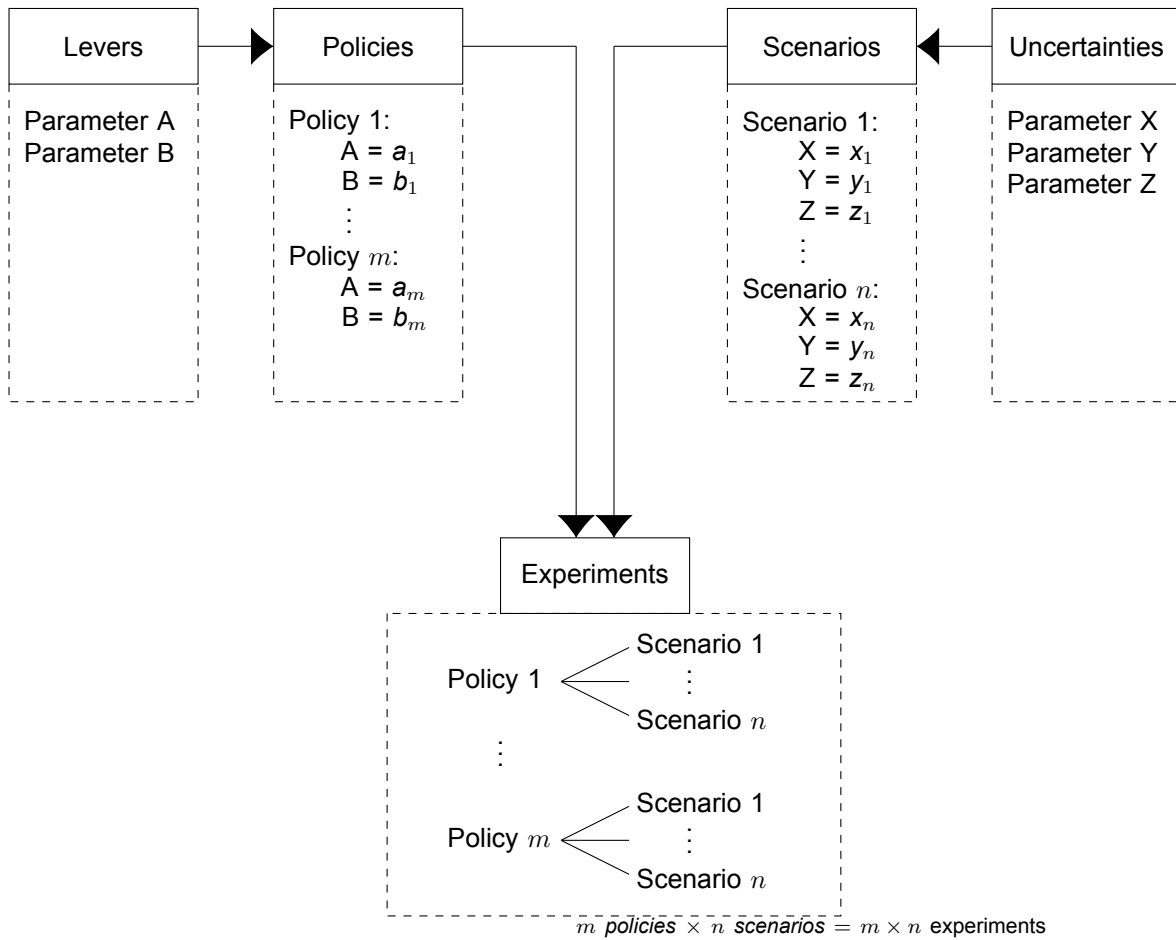 Levers
Policies
Scenarios
Uncertainties
Parameter A
Parameter B
Policy 1:
A = a₁
B = b₁
⋮
Policy m:
A = aₘ
B = bₘ
Scenario 1:
X = x₁
Y = y₁
Z = z₁
⋮
Scenario n:
X = xₙ
Y = yₙ
Z = zₙ
Parameter X
Parameter Y
Parameter Z
Experiments
Policy 1
Scenario 1
⋮
Scenario n
⋮
Policy m
Scenario 1
⋮
Scenario n
m policies × n scenarios = m × n experiments